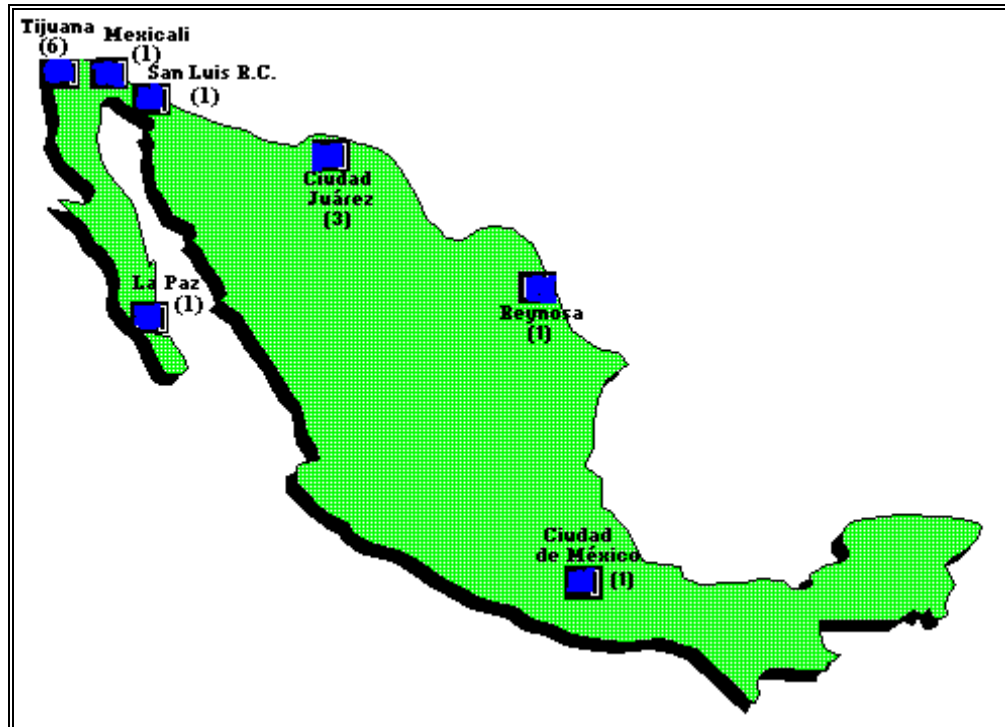 Tijuana
(6)
Mexicali
(1)
San Luis R.C.
(1)
Ciudad
Juárez
(3)
La Paz
(1)
Reynosa
(1)
Ciudad
de México
(1)